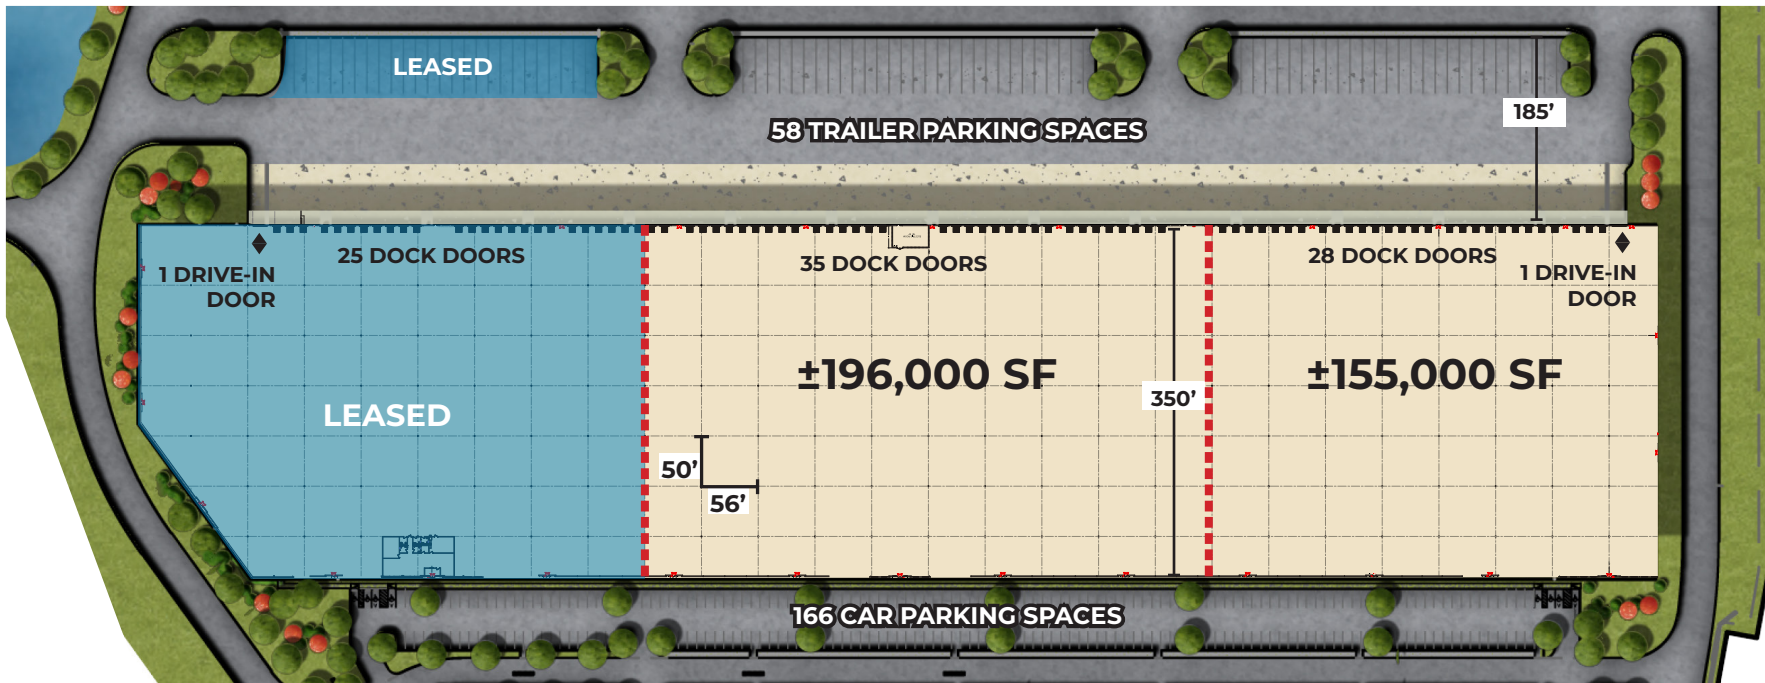 LEASED
185’
58 TRAILER PARKING SPACES
25 DOCK DOORS
35 DOCK DOORS
28 DOCK DOORS
1 DRIVE-IN
DOOR
1 DRIVE-IN
DOOR
±196,000 SF
±155,000 SF
350’
LEASED
50’
56’
166 CAR PARKING SPACES